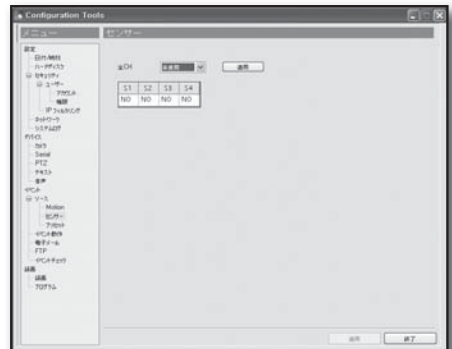 Configuration Tools
メニュー
センサー
設定
日付/時刻
ハードディスク
セキュリティ
ユーザー
アカウント
権限
IP フィルタリング
ネットワーク
システムログ
デバイス
カメラ
Serial
PTZ
テキスト
音声
イベント
ソース
Motion
センサー
プリセット
イベント動作
電子メール
FTP
イベントチェック
録画
録画
プログラム
全CH
適用
S1 S2 S3 S4
NO NO NO NO
適用
終了